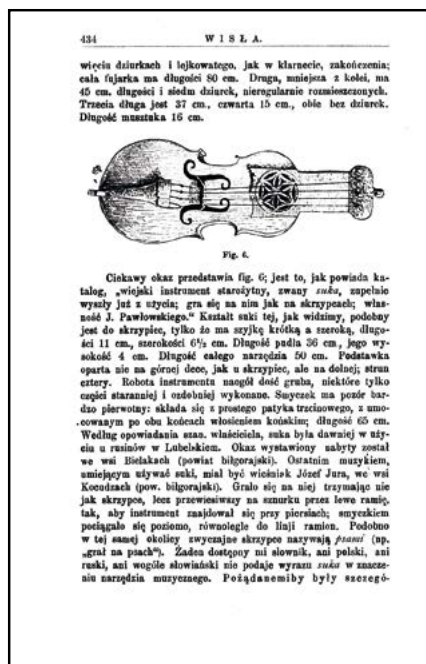 434 WISŁA.
więciu dziurkach i lejkowatego, jak w klarnecie, zakończenia;
cała fujarka ma długości 80 cm. Druga, mniejsza z kolei, ma
45 cm. długości i siedm dziurek, nieregularnie rozmieszczonych.
Trzecia długa jest 37 cm., czwarta 15 cm., obie bez dziurek.
Długość musztuka 16 cm.
Fig. 6.
Ciekawy okaz przedstawia fig. 6; jest to, jak powiada ka-
talog, „wiejski instrument starożytny, zwany suka, zupełnie
wyszły już z użycia; gra się na nim jak na skrzypcach; włas-
ność J. Pawłowskiego.“ Kształt suki tej, jak widzimy, podobny
jest do skrzypiec, tylko że ma szyjkę krótką a szeroką, długo-
ści 11 cm., szerokości 6½ cm. Długość pudła 36 cm, jego wy-
sokość 4 cm. Długość całego narzędzia 50 cm. Podstawka
oparta nie na górnej dece, jak u skrzypiec, ale na dolnej; strun
cztery. Robota instrumentu naogół dość gruba, niektóre tylko
części staranniej i ozdobniej wykonane. Smyczek ma pozór bar-
dzo pierwotny: składa się z prostego patyka trzcinowego, z umo-
cowanym po obu końcach włosieniem końskim; długość 65 cm.
Według opowiadania szan. właściciela, suka była dawniej w uży-
ciu u rusinów w Lubelskiem. Okaz wystawiony nabyty został
we wsi Bielakach (powiat biłgorajski). Ostatnim muzykiem,
umiejącym używać suki, miał być wieśniak Józef Jura, we wsi
Kocudzach (pow. biłgorajski). Grało się na niej trzymając nie
jak skrzypce, lecz przewiesiwszy na sznurku przez lewe ramię,
tak, aby instrument znajdował się przy piersiach; smyczkiem
pociągało się poziomo, równolegle do linji ramion. Podobno
w tej samej okolicy zwyczajne skrzypce nazywają psami (np.
„grał na psach“). Żaden dostępny mi słownik, ani polski, ani
ruski, ani wogóle słowiański nie podaje wyrazu suka w znacze-
niu narzędzia muzycznego. Pożądanemiby były szczegó-